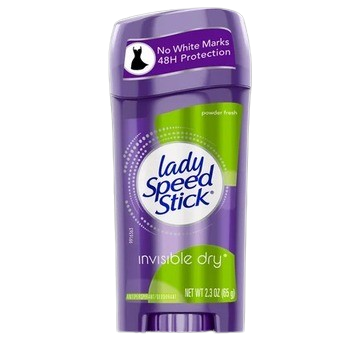 No White Marks
48H Protection
powder fresh
lady
Speed
Stick®
invisible dry®
NET WT 2.3 OZ (65 g)